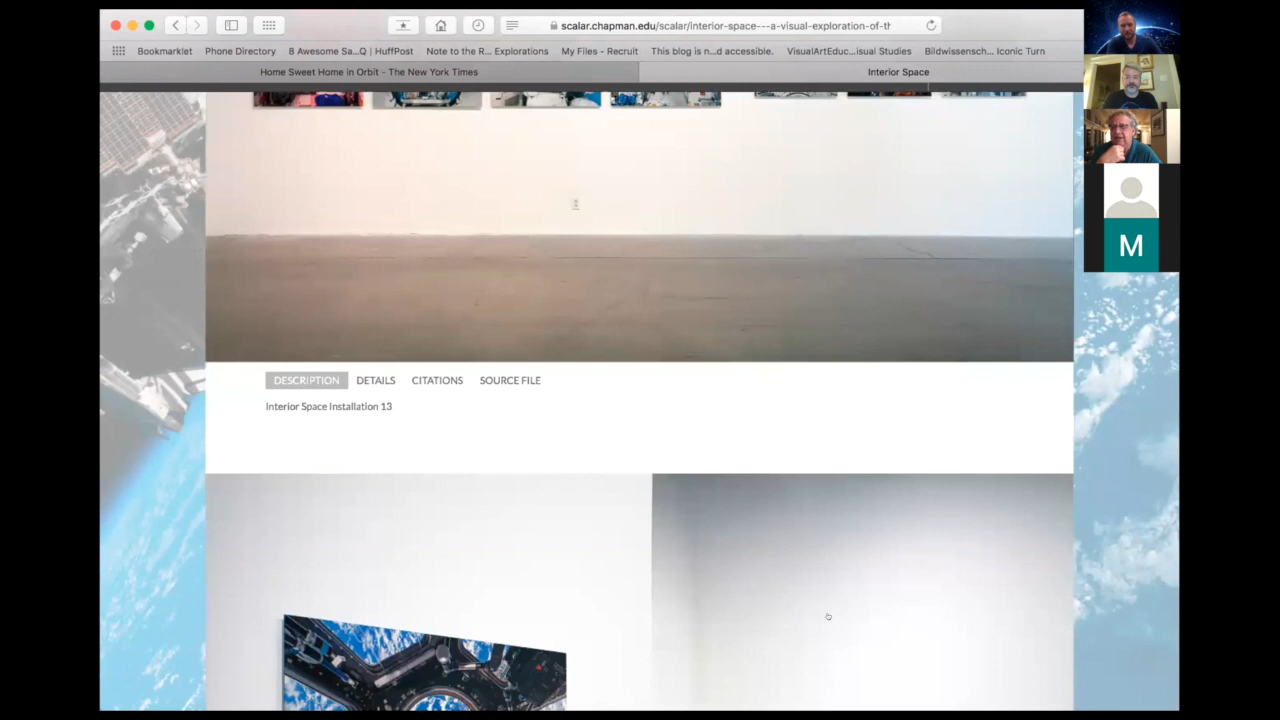 scalar.chapman.edu/scalar/interior-space---a-visual-exploration-of-th
Bookmarklet Phone Directory 8 Awesome Sa...Q | HuffPost Note to the R... Explorations My Files - Recruit This blog is n...d accessible. VisualArtEduc...isual Studies Bildwissensch... Iconic Turn
Home Sweet Home in Orbit - The New York Times Interior Space
M
DESCRIPTION DETAILS CITATIONS SOURCE FILE
Interior Space Installation 13